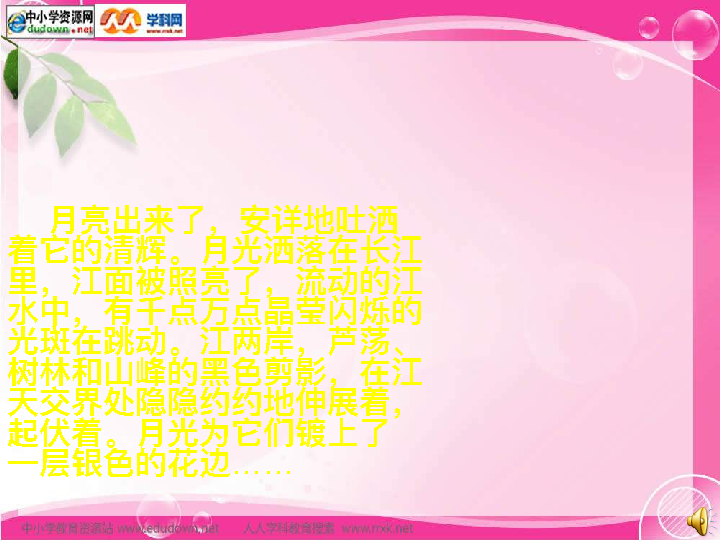 中小学资源网
edudown.net
学科网
www.nxk.net
月亮出来了，安详地吐洒
着它的清辉。月光洒落在长江
里，江面被照亮了，流动的江
水中，有千点万点晶莹闪烁的
光斑在跳动。江两岸，芦荡、
树林和山峰的黑色剪影，在江
天交界处隐隐约约地伸展着，
起伏着。月光为它们镀上了
一层银色的花边……
中小学教育资源站 www.edudown.net 人人学科教育搜索 www.rrxk.net